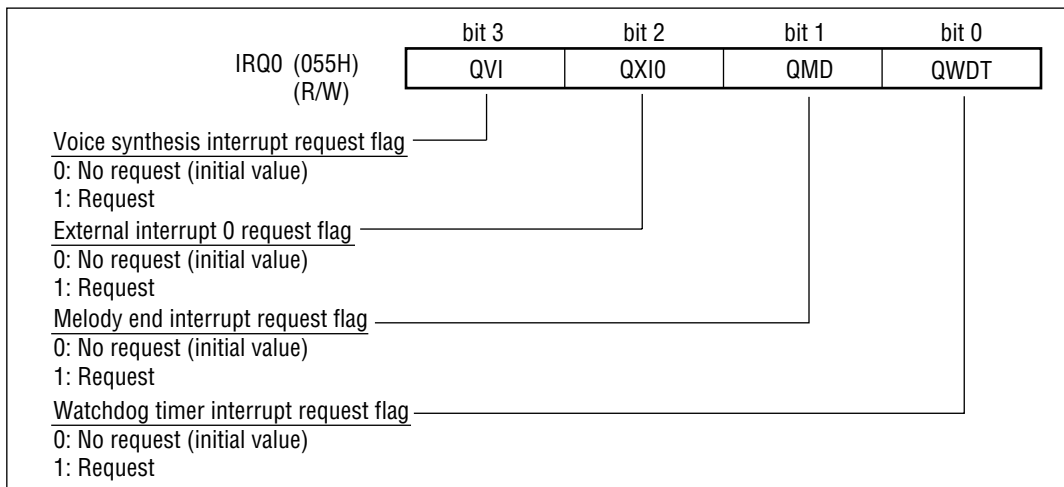 bit 3 bit 2 bit 1 bit 0
IRQ0 (055H) QVI QXI0 QMD QWDT
(R/W)
Voice synthesis interrupt request flag
0: No request (initial value)
1: Request
External interrupt 0 request flag
0: No request (initial value)
1: Request
Melody end interrupt request flag
0: No request (initial value)
1: Request
Watchdog timer interrupt request flag
0: No request (initial value)
1: Request